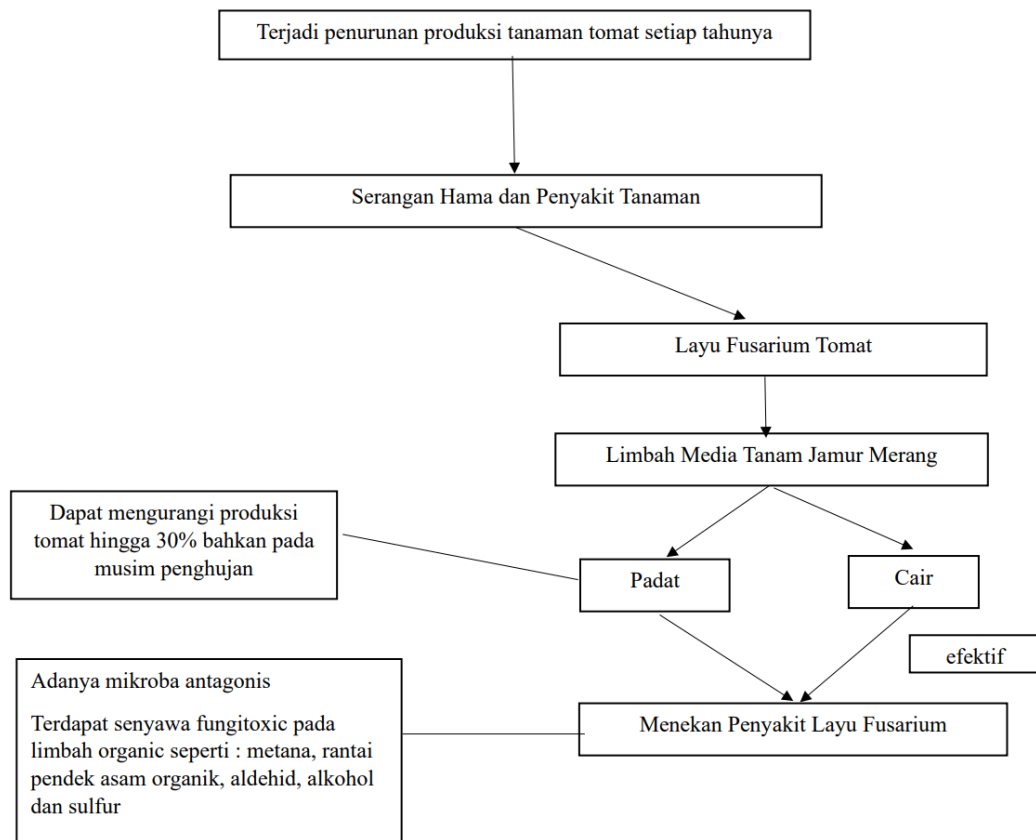 Terjadi penurunan produksi tanaman tomat setiap tahunya
Serangan Hama dan Penyakit Tanaman
Layu Fusarium Tomat
Limbah Media Tanam Jamur Merang
Dapat mengurangi produksi
tomat hingga 30% bahkan pada
musim penghujan
Padat
Cair
efektif
Adanya mikroba antagonis
Terdapat senyawa fungitoxic pada
limbah organic seperti : metana, rantai
pendek asam organik, aldehid, alkohol
dan sulfur
Menekan Penyakit Layu Fusarium